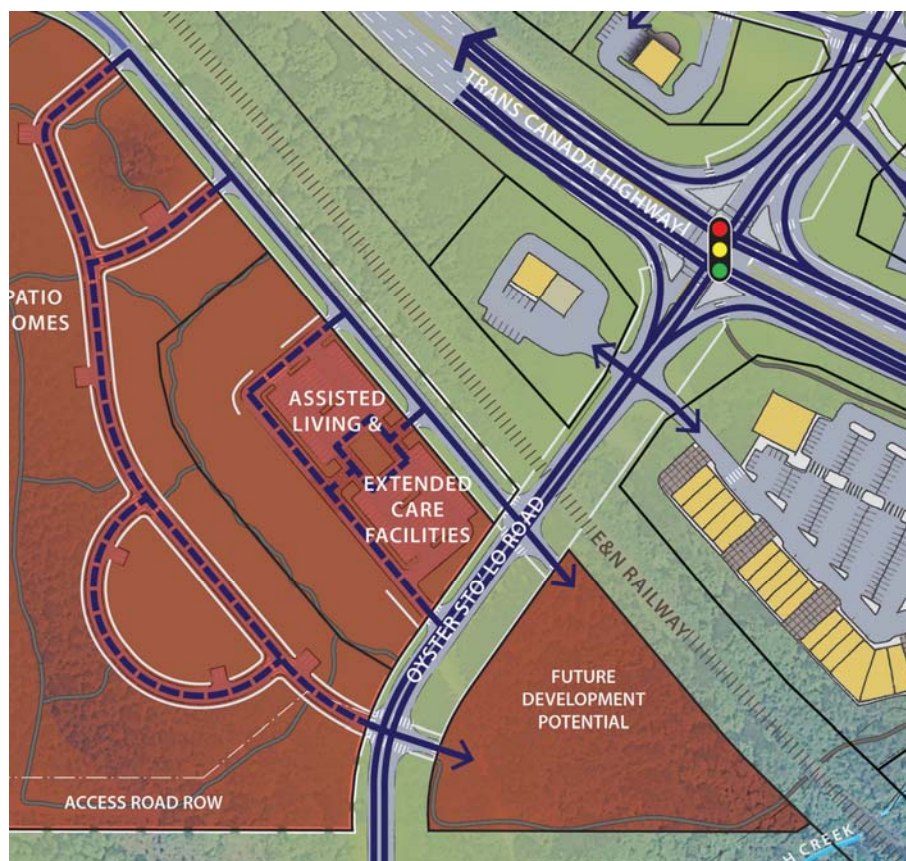 TRANS CANADA HIGHWAY
PATIO
ASSISTED
LIVING &
EXTENDED
CARE
FACILITIES
OYSTER STO' LO ROAD
E&N RAILWAY
FUTURE
DEVELOPMENT
POTENTIAL
ACCESS ROAD ROW
CREEK